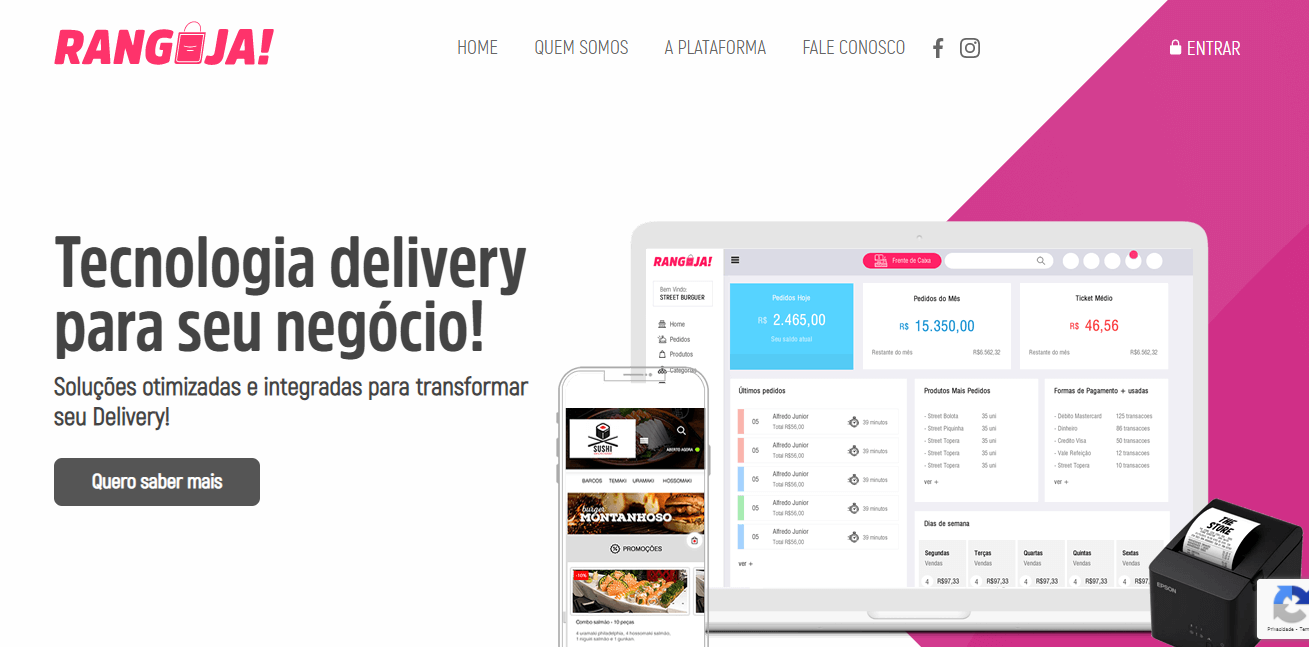 RANGOJA!
HOME
QUEM SOMOS
A PLATAFORMA
FALE CONOSCO
ENTRAR
Tecnologia delivery
para seu negócio!
Soluções otimizadas e integradas para transformar
seu Delivery!
Quero saber mais
RANGOJA!
Frente de Caixa
Bem Vindo:
STREET BURGUER
Home
Pedidos
Produtos
Categorias
Pedidos Hoje
R$ 2.465,00
Seu saldo atual
Pedidos do Mês
R$ 15.350,00
Restante do mês R$6.562,32
Ticket Médio
R$ 46,56
Restante do mês R$6.562,32
Últimos pedidos
05 Alfredo Junior
Total R$56,00
39 minutos
05 Alfredo Junior
Total R$56,00
39 minutos
05 Alfredo Junior
Total R$56,00
39 minutos
05 Alfredo Junior
Total R$56,00
39 minutos
05 Alfredo Junior
Total R$56,00
39 minutos
ver +
Produtos Mais Pedidos
- Street Bolota 35 uni
- Street Piquinha 35 uni
- Street Topera 35 uni
- Street Topera 35 uni
- Street Topera 35 uni
ver +
Formas de Pagamento + usadas
- Débito Mastercard 125 transacoes
- Dinheiro 86 transacoes
- Credito Visa 50 transacoes
- Vale Refeição 12 transacoes
- Street Topera 10 transacoes
ver +
Dias de semana
Segundas Terças Quartas Quintas Sextas
Vendas Vendas Vendas Vendas Vendas
4 R$97,33 4 R$97,33 4 R$97,33 4 R$97,33 4 R$97
SUSHI
ABERTO AGORA
BARCOS TEMAKI URAMAKI HOSSOMAKI
burger
MONTANHOSO
PROMOÇÕES
-10%
Combo salmão - 10 peças
4 uramaki philadelphia, 4 hossomaki salmão,
1 niguiri salmão e 1 gunkan
THE
STORE
EPSON
Privacidade - Term